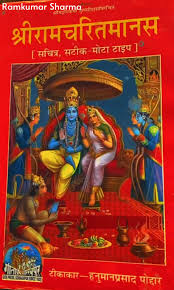 Ramkumar Sharma
श्रीरामचरितमानस
[ सचित्र, सटीक-मोटा टाइप ]
टीकाकार—हनुमानप्रसाद पोद्दार